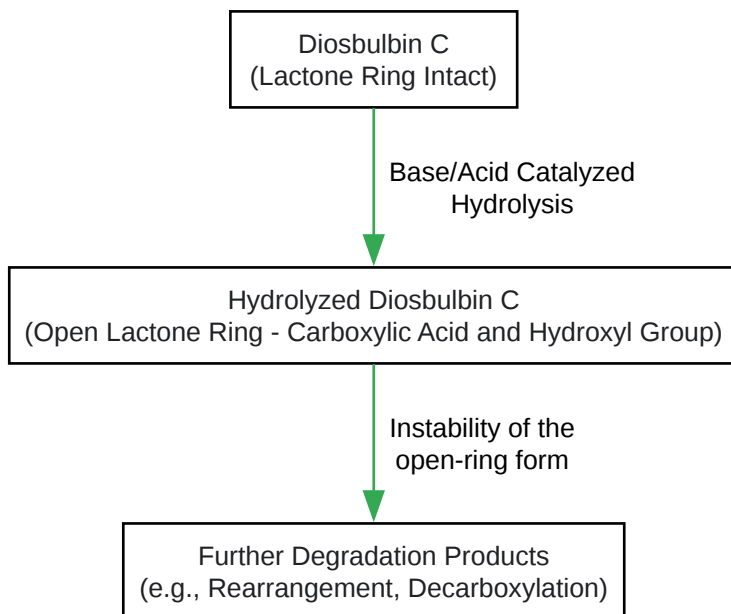 Diosbulbin C
(Lactone Ring Intact)
Base/Acid Catalyzed
Hydrolysis
Hydrolyzed Diosbulbin C
(Open Lactone Ring - Carboxylic Acid and Hydroxyl Group)
Instability of the
open-ring form
Further Degradation Products
(e.g., Rearrangement, Decarboxylation)